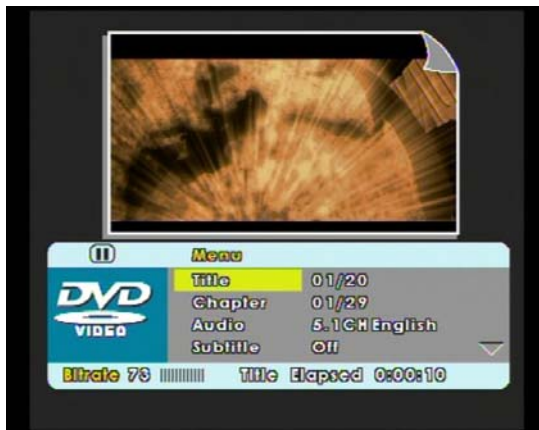 Menu
DVD
VIDEO
Title 01/20
Chapter 01/29
Audio 5.1CH English
Subtitle Off
Bitrate 73 Title Elapsed 0:00:10